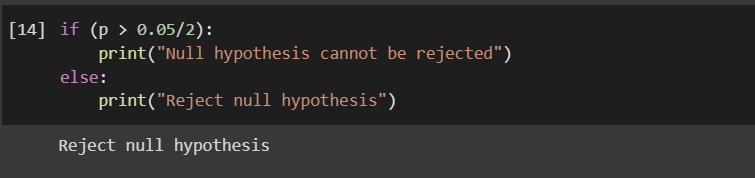 [14] if (p > 0.05/2):
    print("Null hypothesis cannot be rejected")
else:
    print("Reject null hypothesis")
Reject null hypothesis